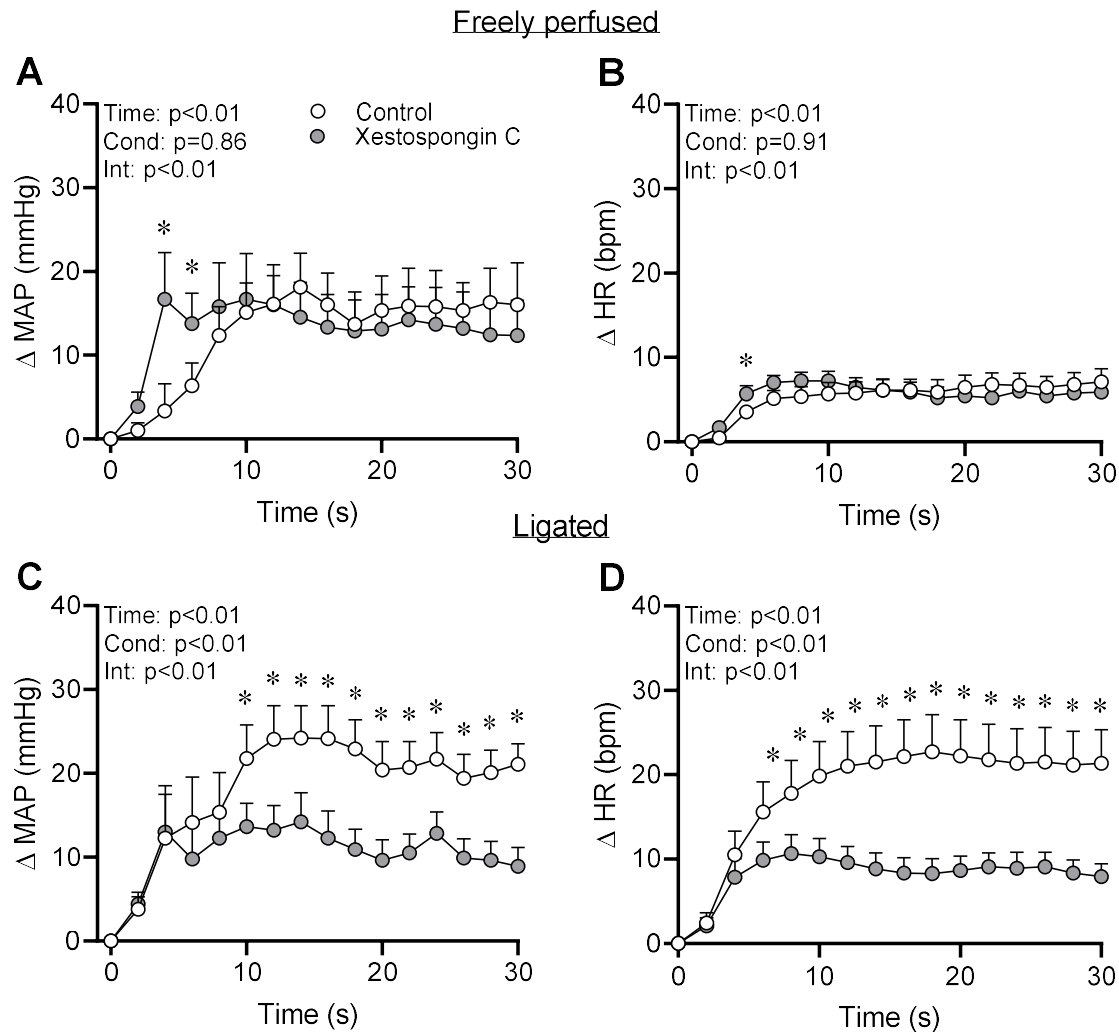 Freely perfused
A
Δ MAP (mmHg)
40
30
20
10
0
Time: p<0.01
Cond: p=0.86
Int: p<0.01
Control
Xestospongin C
* *
0 10 20 30
Time (s)
B
Δ HR (bpm)
40
30
20
10
0
Time: p<0.01
Cond: p=0.91
Int: p<0.01
*
0 10 20 30
Time (s)
Ligated
C
Δ MAP (mmHg)
40
30
20
10
0
Time: p<0.01
Cond: p<0.01
Int: p<0.01
* * * * * * * * * * *
0 10 20 30
Time (s)
D
Δ HR (bpm)
40
30
20
10
0
Time: p<0.01
Cond: p<0.01
Int: p<0.01
* * * * * * * * * * * * *
0 10 20 30
Time (s)